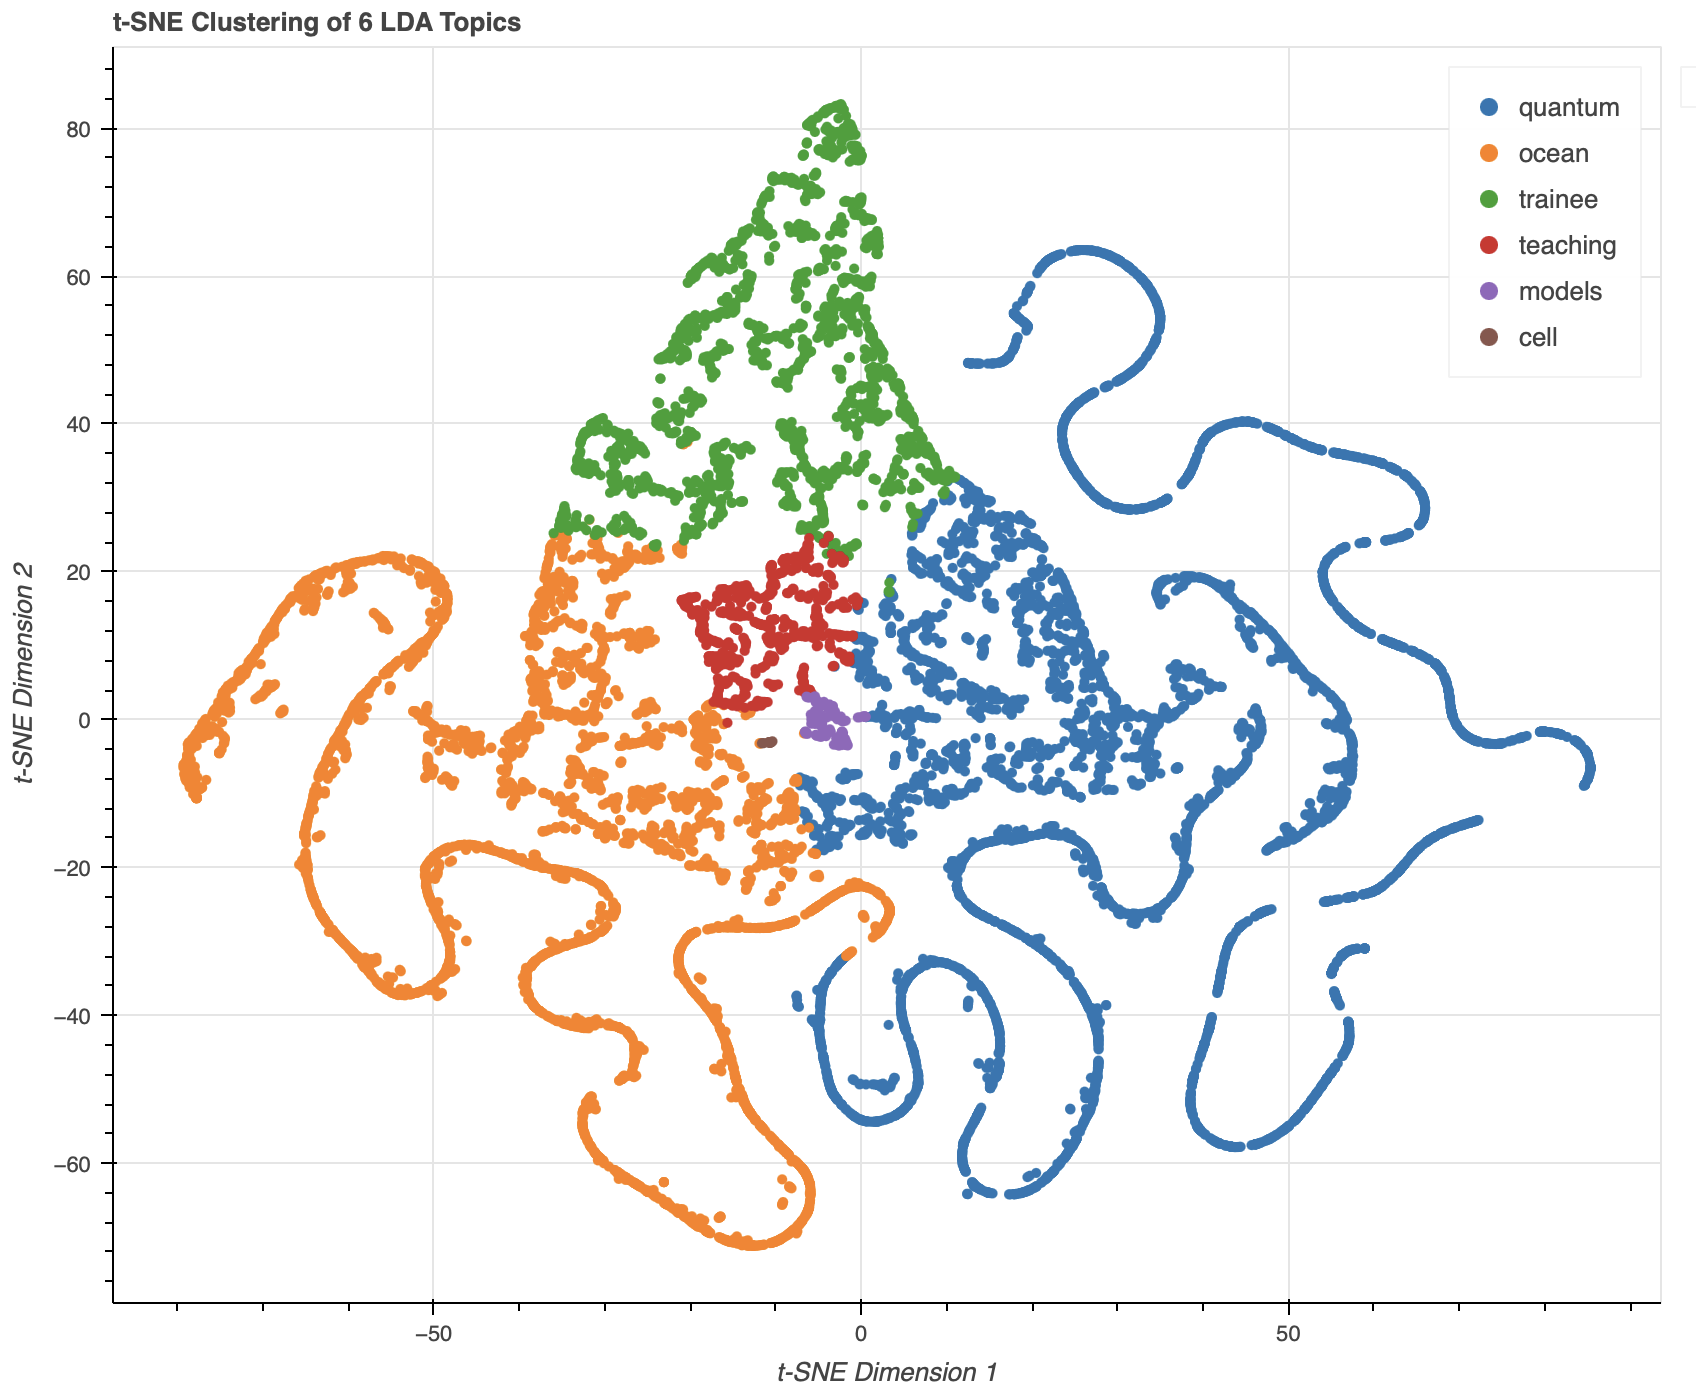 t-SNE Clustering of 6 LDA Topics
quantum
ocean
trainee
teaching
models
cell
80
60
40
20
0
−20
−40
−60
t-SNE Dimension 2
−50
0
50
t-SNE Dimension 1